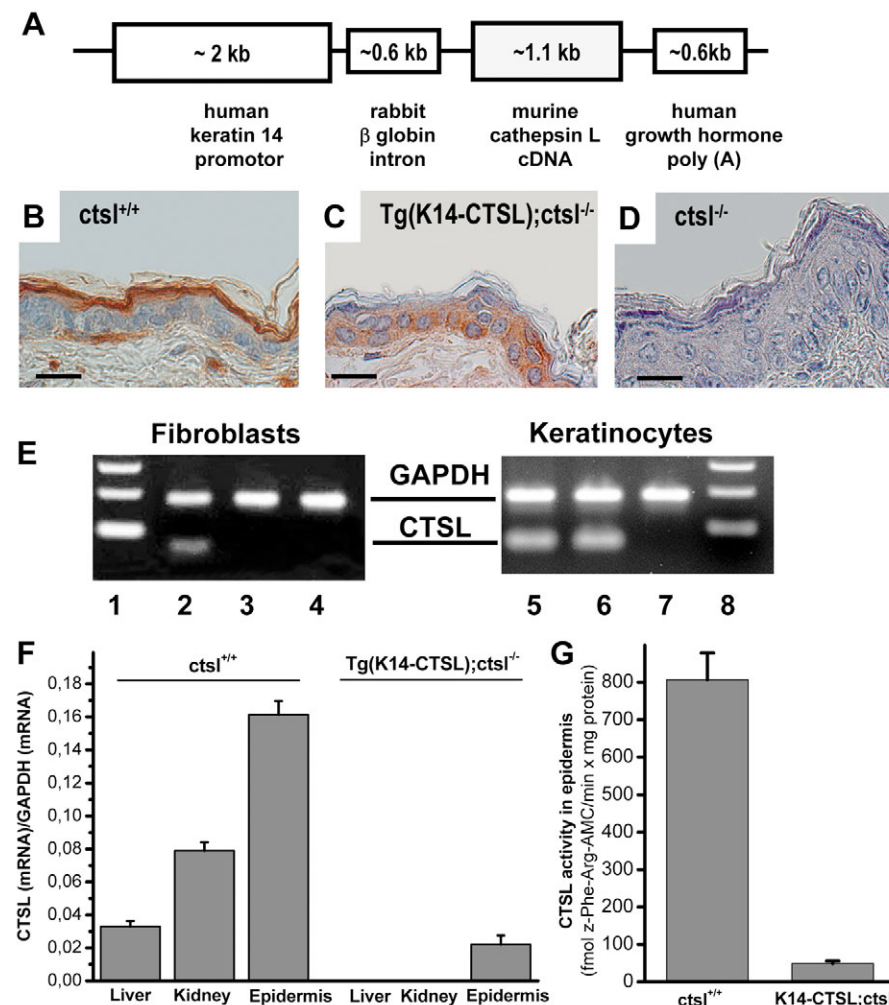 A
~ 2 kb ~0.6 kb ~1.1 kb ~0.6kb
human keratin 14 promotor
rabbit β globin intron
murine cathepsin L cDNA
human growth hormone poly (A)
B ctsl+/+
C Tg(K14-CTSL);ctsl-/-
D ctsl-/-
E
Fibroblasts Keratinocytes
GAPDH
CTSL
1 2 3 4 5 6 7 8
F
ctsl+/+ Tg(K14-CTSL);ctsl-/-
CTSL (mRNA)/GAPDH (mRNA)
0,18
0,16
0,14
0,12
0,10
0,08
0,06
0,04
0,02
0,00
Liver Kidney Epidermis Liver Kidney Epidermis
G
CTSL activity in epidermis
(fmol z-Phe-Arg-AMC/min x mg protein)
800
700
600
500
400
300
200
100
0
ctsl+/+ K14-CTSL;cts